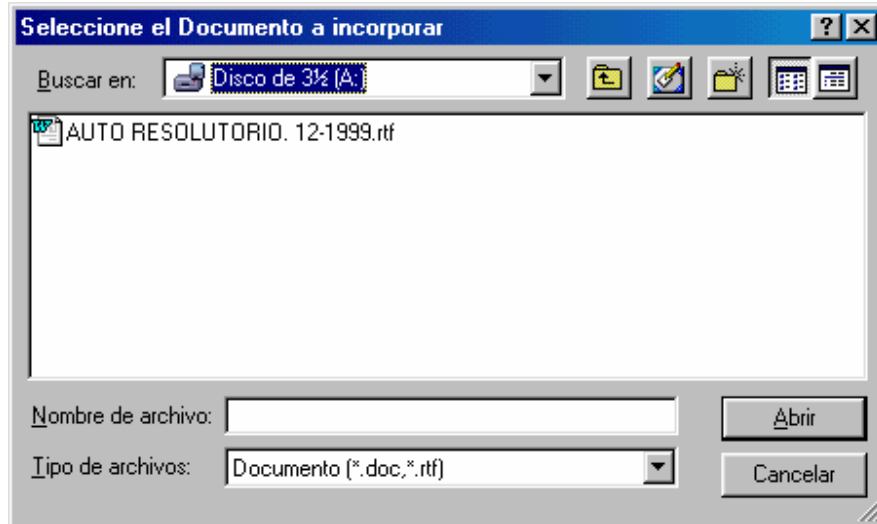 Seleccione el Documento a incorporar
Buscar en: Disco de 3½ (A:)
AUTO RESOLUTORIO. 12-1999.rtf
Nombre de archivo: Abrir
Tipo de archivos: Documento (*.doc,*.rtf) Cancelar